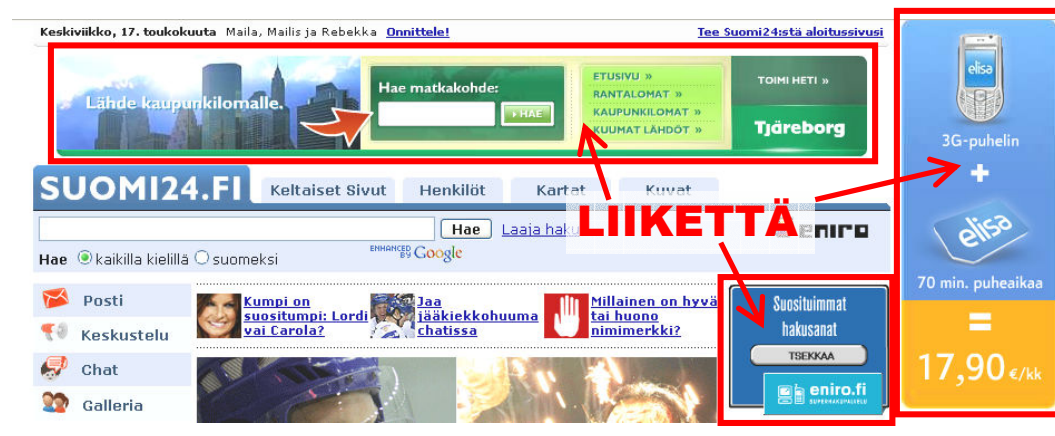 Keskiviikko, 17. toukokuuta Maila, Mailis ja Rebekka Onnittele!
Tee Suomi24:stä aloitussivusi
Lähde kaupunkilomalle.
Hae matkakohde:
HAE
ETUSIVU »
RANTALOMAT »
KAUPUNKILOMAT »
KUUMAT LÄHDÖT »
TOIMI HETI »
Tjäreborg
elisa
3G-puhelin
+
elisa
70 min. puheaikaa
=
17,90 €/kk
SUOMI24.FI
Keltaiset Sivut
Henkilöt
Kartat
Kuvat
LIIKETTÄ
Hae
Laaja haku
eniro
Hae kaikilla kielillä suomeksi
ENHANCED BY Google
Posti
Keskustelu
Chat
Galleria
Kumpi on
suositumpi: Lordi
vai Carola?
Jaa
jääkiekkohuuma
chatissa
Millainen on hyvä
tai huono
nimimerkki?
Suosituimmat
hakusanat
TSEKKAA
eniro.fi
SUPERHAKUPALVELU